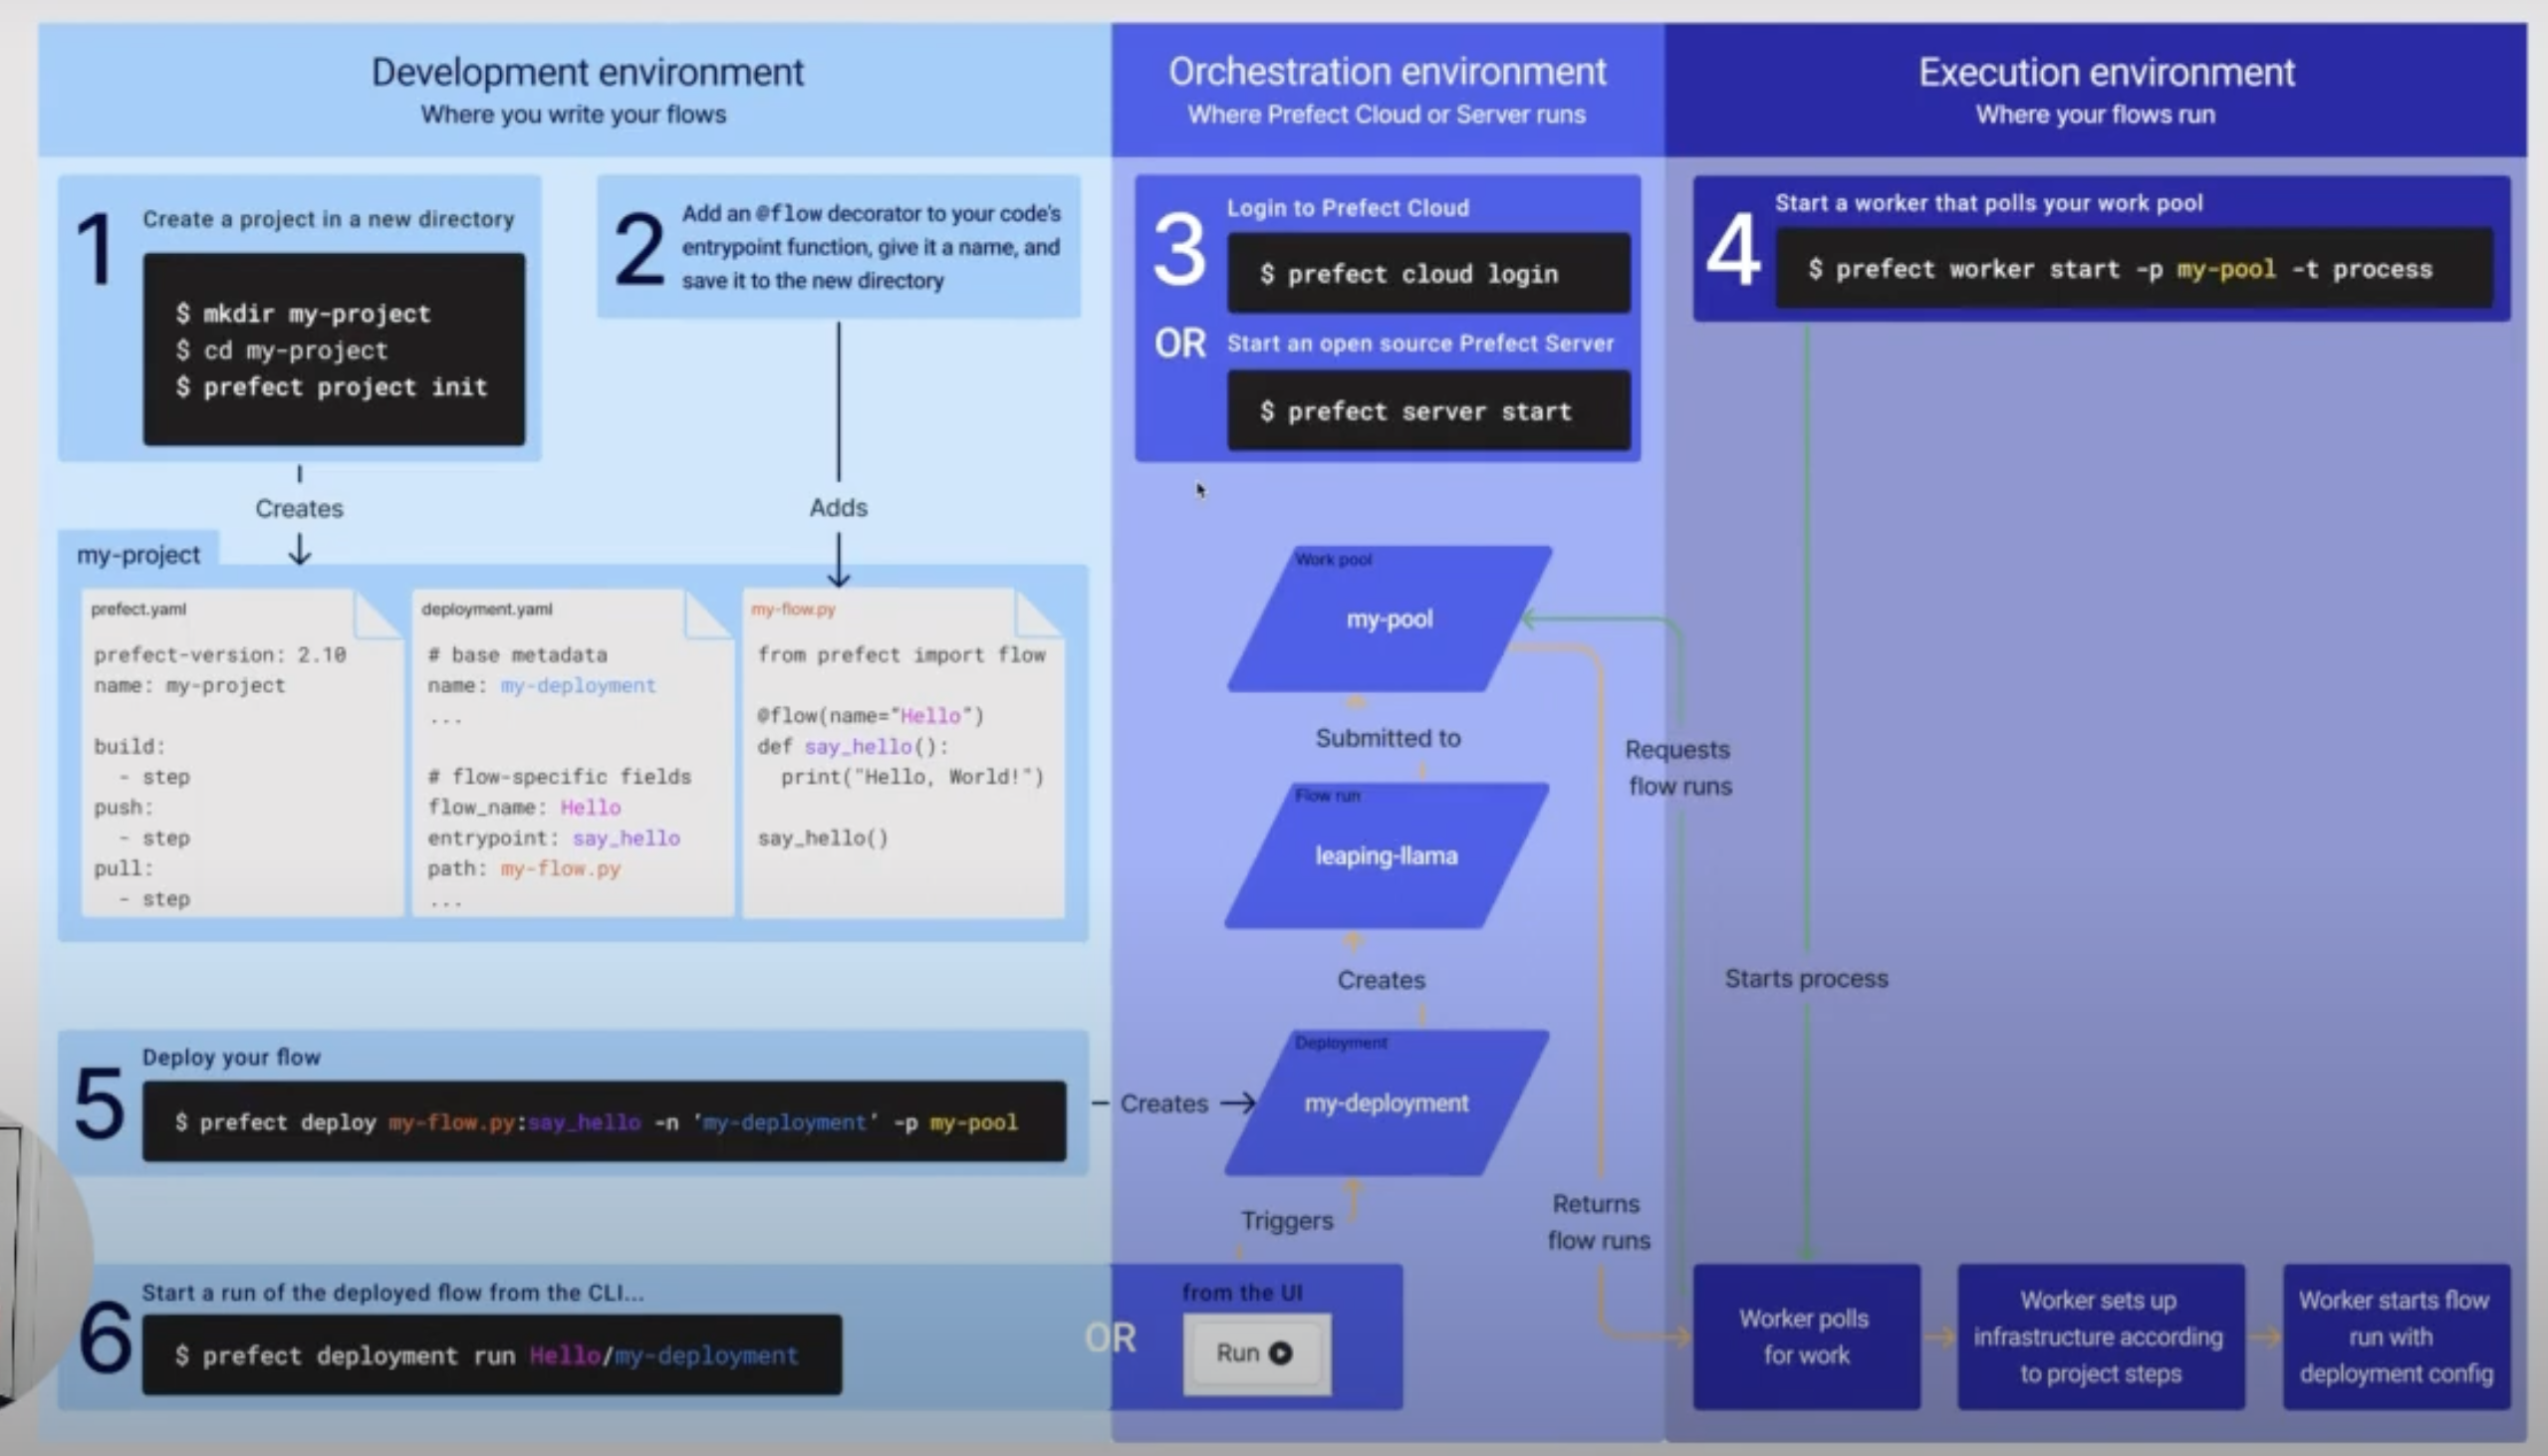 Development environment
Where you write your flows
Orchestration environment
Where Prefect Cloud or Server runs
Execution environment
Where your flows run
1
Create a project in a new directory
$ mkdir my-project
$ cd my-project
$ prefect project init
2
Add an @flow decorator to your code's
entrypoint function, give it a name, and
save it to the new directory
3
Login to Prefect Cloud
$ prefect cloud login
OR
Start an open source Prefect Server
$ prefect server start
4
Start a worker that polls your work pool
$ prefect worker start -p my-pool -t process
Creates
Adds
my-project
prefect.yaml
prefect-version: 2.10
name: my-project
build:
- step
push:
- step
pull:
- step
deployment.yaml
# base metadata
name: my-deployment
...
# flow-specific fields
flow_name: Hello
entrypoint: say_hello
path: my-flow.py
...
my-flow.py
from prefect import flow
@flow(name="Hello")
def say_hello():
print("Hello, World!")
say_hello()
Work pool
my-pool
Submitted to
Requests
flow runs
Flow run
leaping-llama
Creates
Starts process
5
Deploy your flow
$ prefect deploy my-flow.py:say_hello -n 'my-deployment' -p my-pool
Creates
Deployment
my-deployment
Triggers
Returns
flow runs
6
Start a run of the deployed flow from the CLI...
$ prefect deployment run Hello/my-deployment
OR
from the UI
Run
Worker polls
for work
Worker sets up
infrastructure according
to project steps
Worker starts flow
run with
deployment config